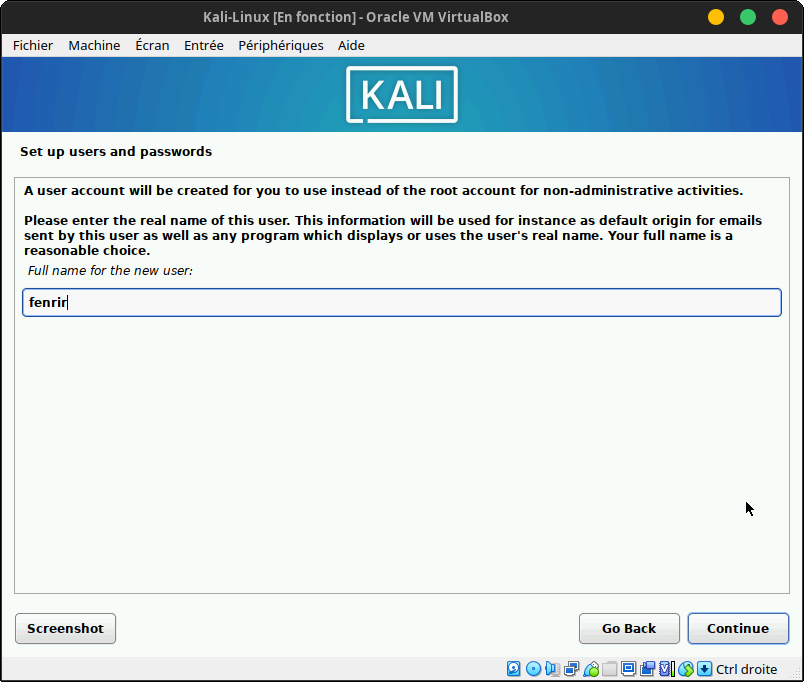 Kali-Linux [En fonction] - Oracle VM VirtualBox
Fichier Machine Écran Entrée Périphériques Aide
KALI
Set up users and passwords
A user account will be created for you to use instead of the root account for non-administrative activities.
Please enter the real name of this user. This information will be used for instance as default origin for emails
sent by this user as well as any program which displays or uses the user's real name. Your full name is a
reasonable choice.
Full name for the new user:
fenrir
Screenshot Go Back Continue
Ctrl droite